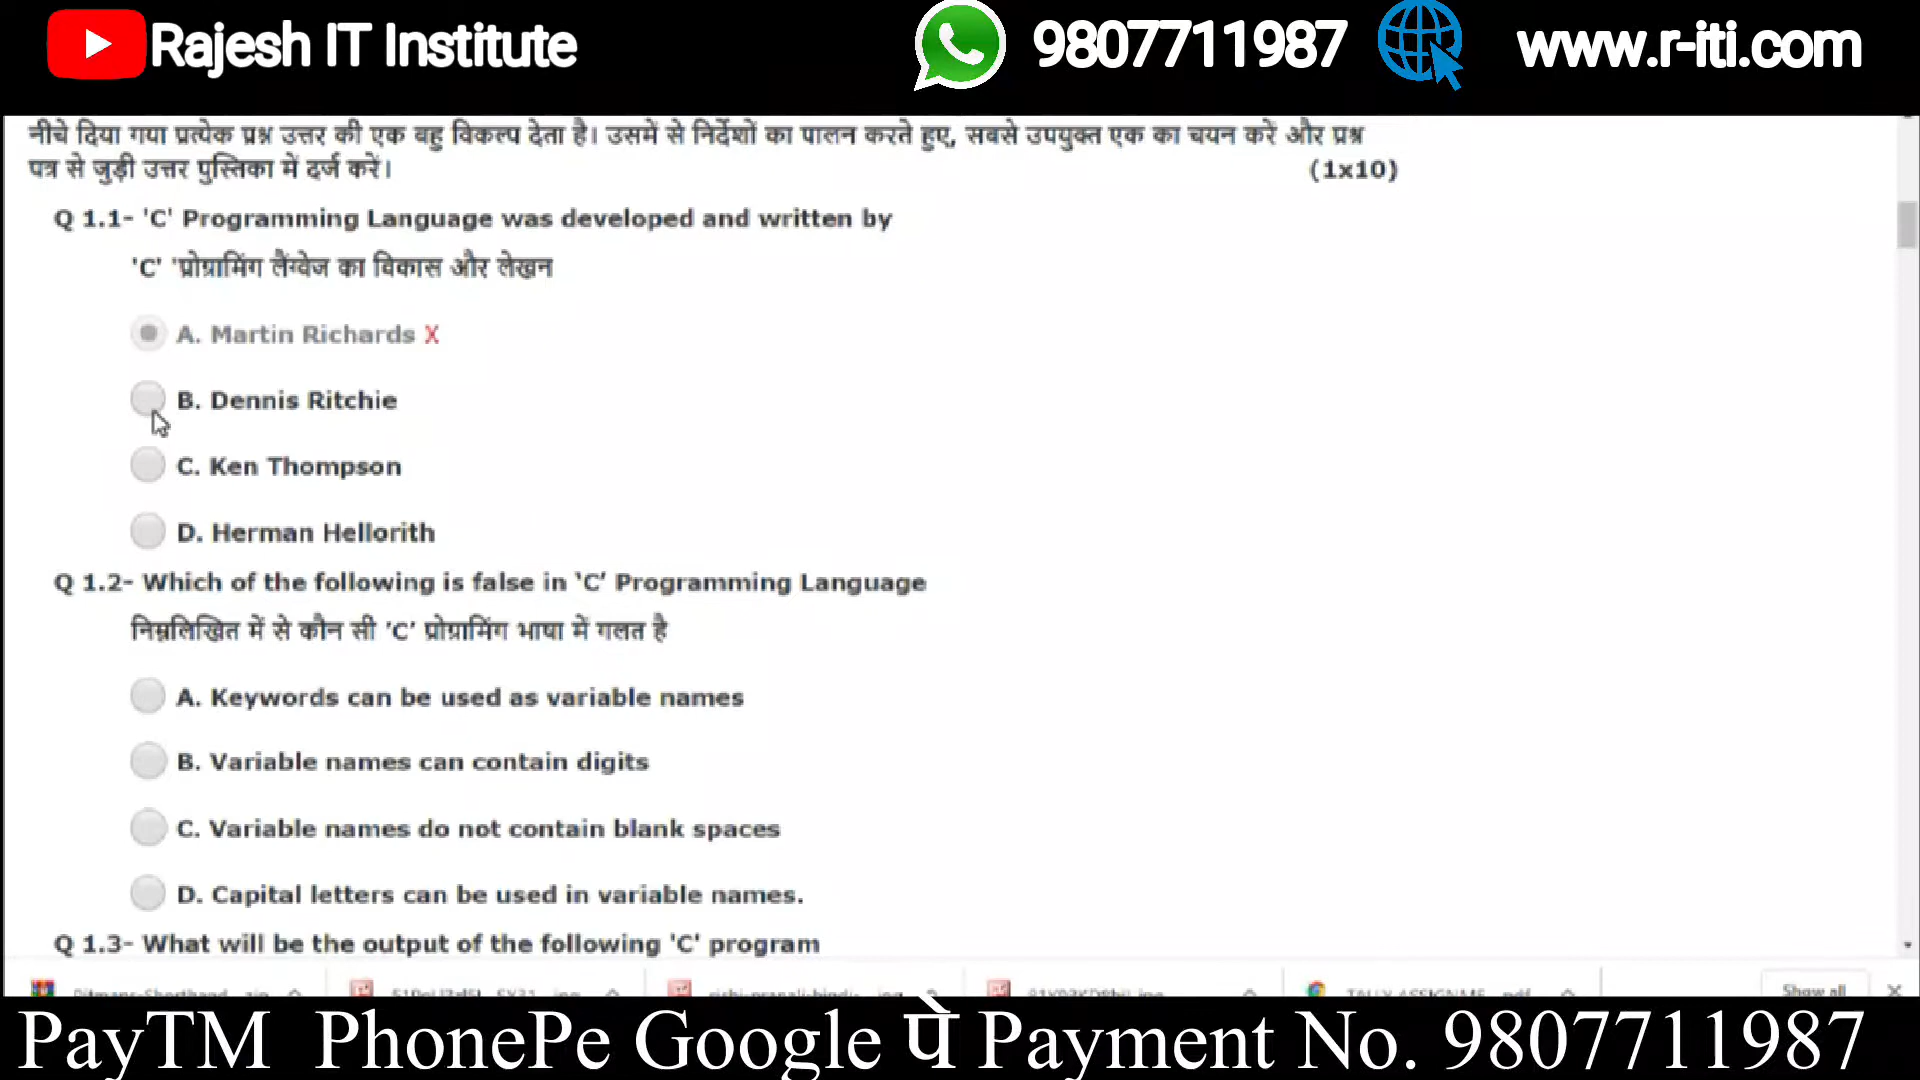 Rajesh IT Institute 9807711987 www.r-iti.com
नीचे दिया गया प्रत्येक प्रश्न उत्तर की एक बहु विकल्प देता है। उसमें से निर्देशों का पालन करते हुए, सबसे उपयुक्त एक का चयन करें और प्रश्न
पत्र से जुड़ी उत्तर पुस्तिका में दर्ज करें। (1x10)
Q 1.1- 'C' Programming Language was developed and written by
'C' 'प्रोग्रामिंग लैंग्वेज का विकास और लेखन
A. Martin Richards X
B. Dennis Ritchie
C. Ken Thompson
D. Herman Hellorith
Q 1.2- Which of the following is false in 'C' Programming Language
निम्नलिखित में से कौन सी 'C' प्रोग्रामिंग भाषा में गलत है
A. Keywords can be used as variable names
B. Variable names can contain digits
C. Variable names do not contain blank spaces
D. Capital letters can be used in variable names.
Q 1.3- What will be the output of the following 'C' program
Show all
PayTM PhonePe Google पे Payment No. 9807711987